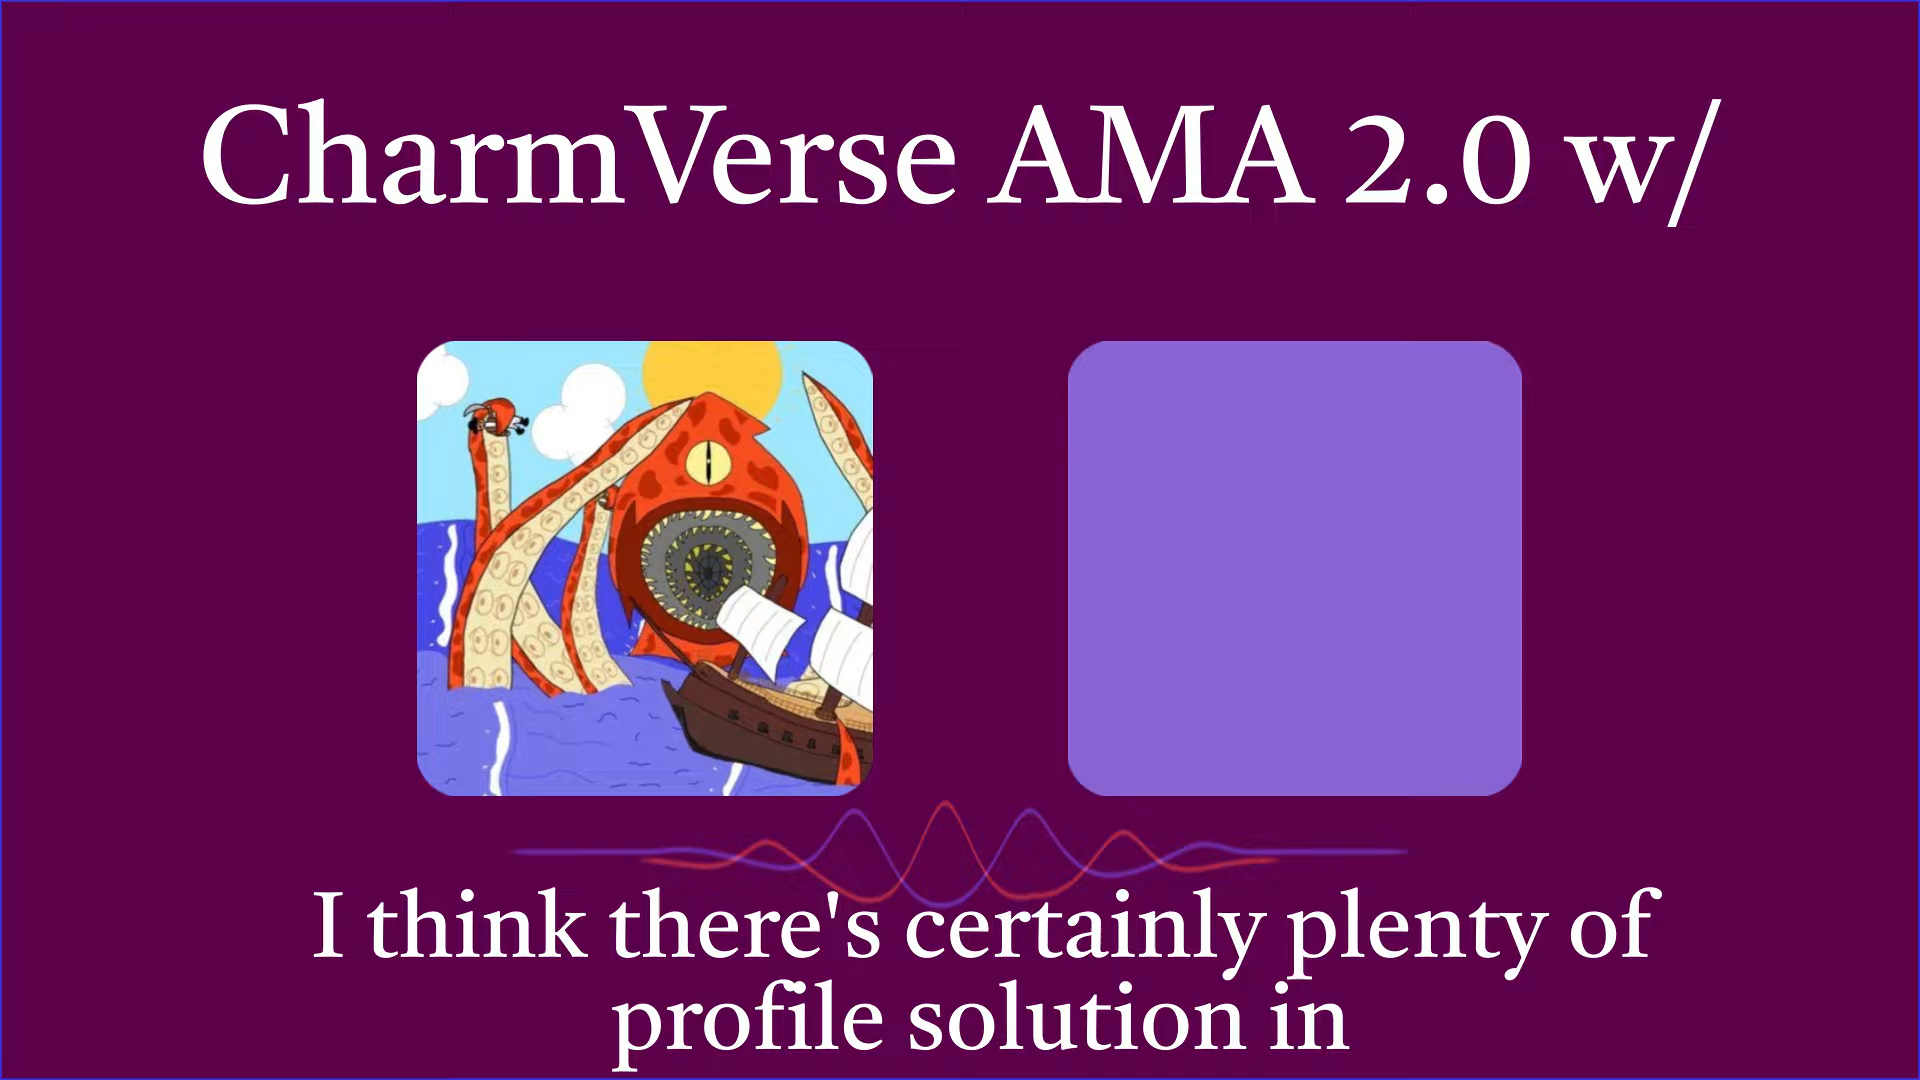 CharmVerse AMA 2.0 w/
I think there's certainly plenty of
profile solution in